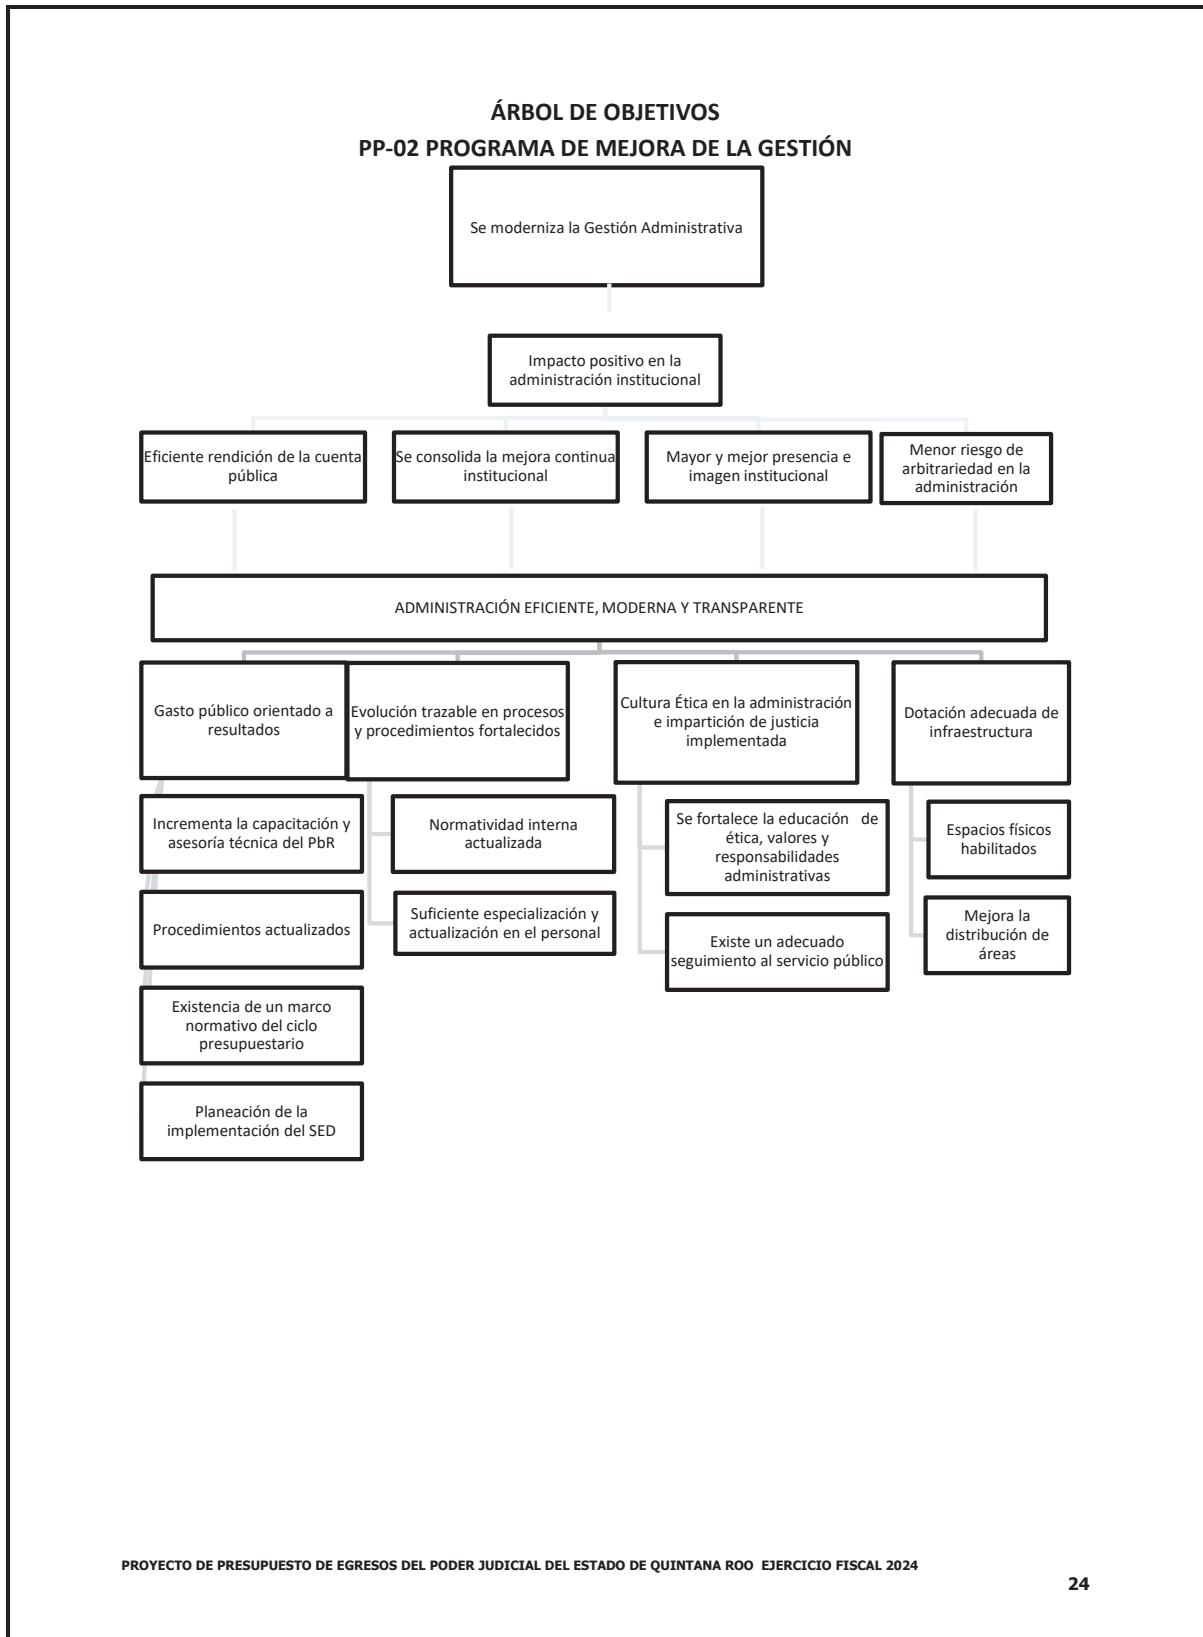 ÁRBOL DE OBJETIVOS
PP-02 PROGRAMA DE MEJORA DE LA GESTIÓN
Se moderniza la Gestión Administrativa
Impacto positivo en la
administración institucional
Eficiente rendición de la cuenta
pública
Se consolida la mejora continua
institucional
Mayor y mejor presencia e
imagen institucional
Menor riesgo de
arbitrariedad en la
administración
ADMINISTRACIÓN EFICIENTE, MODERNA Y TRANSPARENTE
Gasto público orientado a
resultados
Evolución trazable en procesos
y procedimientos fortalecidos
Cultura Ética en la administración
e impartición de justicia
implementada
Dotación adecuada de
infraestructura
Incrementa la capacitación y
asesoría técnica del PbR
Procedimientos actualizados
Existencia de un marco
normativo del ciclo
presupuestario
Planeación de la
implementación del SED
Normatividad interna
actualizada
Suficiente especialización y
actualización en el personal
Se fortalece la educación de
ética, valores y
responsabilidades
administrativas
Existe un adecuado
seguimiento al servicio público
Espacios físicos
habilitados
Mejora la
distribución de
áreas
PROYECTO DE PRESUPUESTO DE EGRESOS DEL PODER JUDICIAL DEL ESTADO DE QUINTANA ROO EJERCICIO FISCAL 2024
24